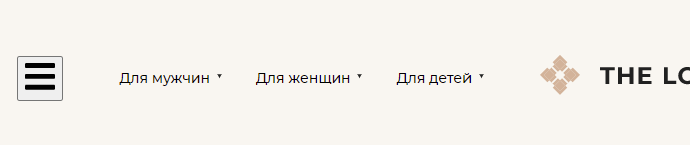 Для мужчин ▾ Для женщин ▾ Для детей ▾ THE LO